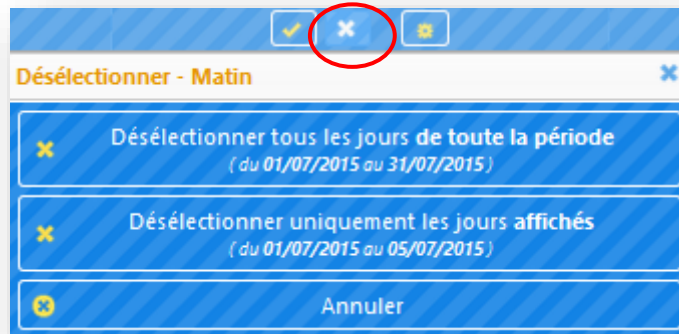 Désélectionner - Matin
Désélectionner tous les jours de toute la période
( du 01/07/2015 au 31/07/2015 )
Désélectionner uniquement les jours affichés
( du 01/07/2015 au 05/07/2015 )
Annuler